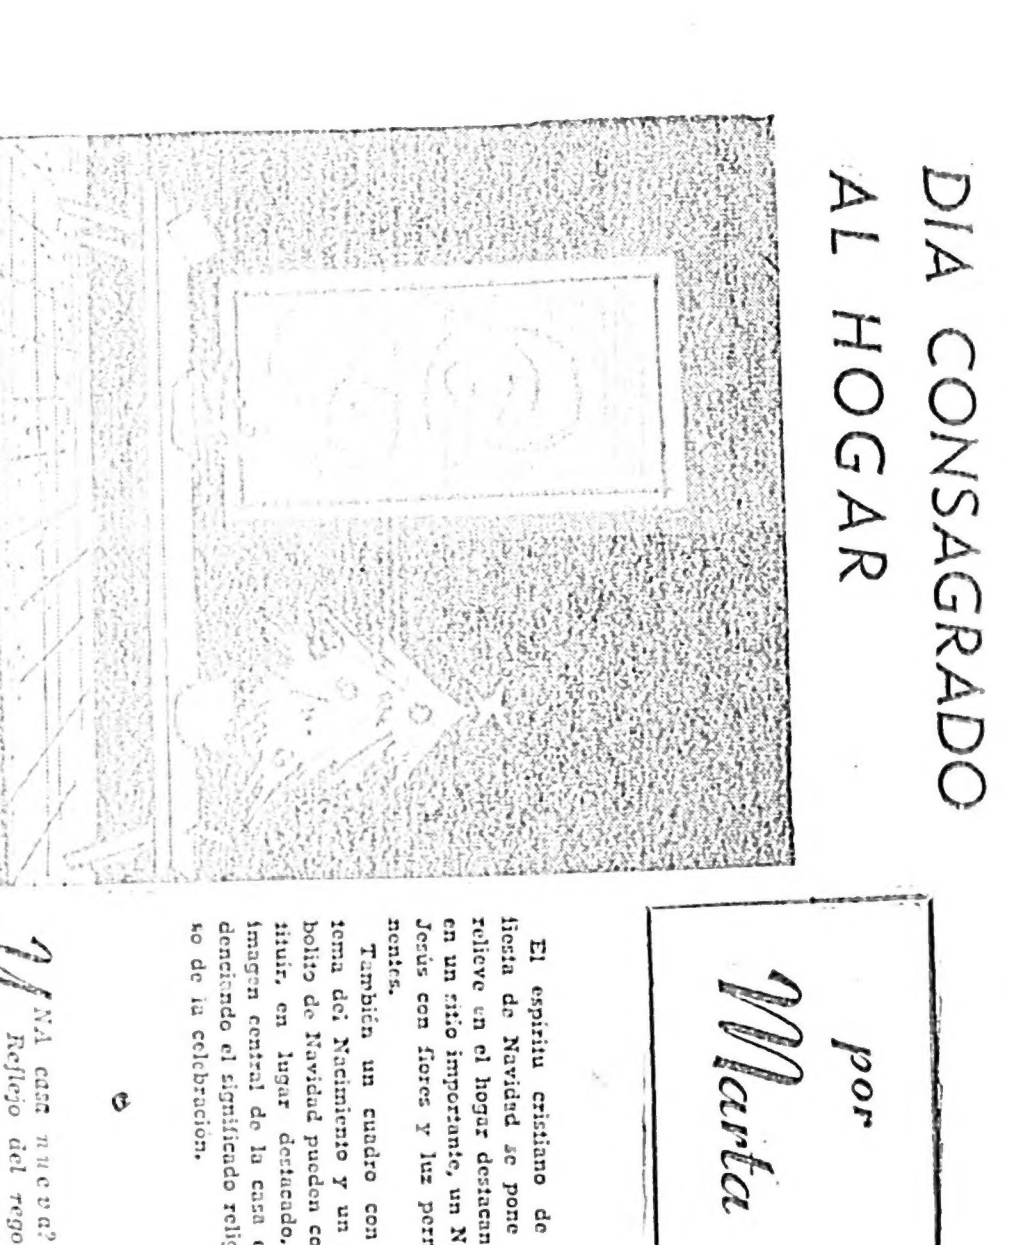 DIA CONSAGRADO
AL HOGAR
por
Marta
El espíritu cristiano de
fiesta de Navidad se pone
relieve en el hogar destacan
en un sitio importante, un N
Jesús con flores y luz perr
nentes.
También un cuadro con
tema del Nacimiento y un
bolito de Navidad pueden co
tituir, en lugar destacado,
imagen central de la casa e
denciando el significado relig
so de la celebración.
UNA casa nueva?
Reflejo del rego